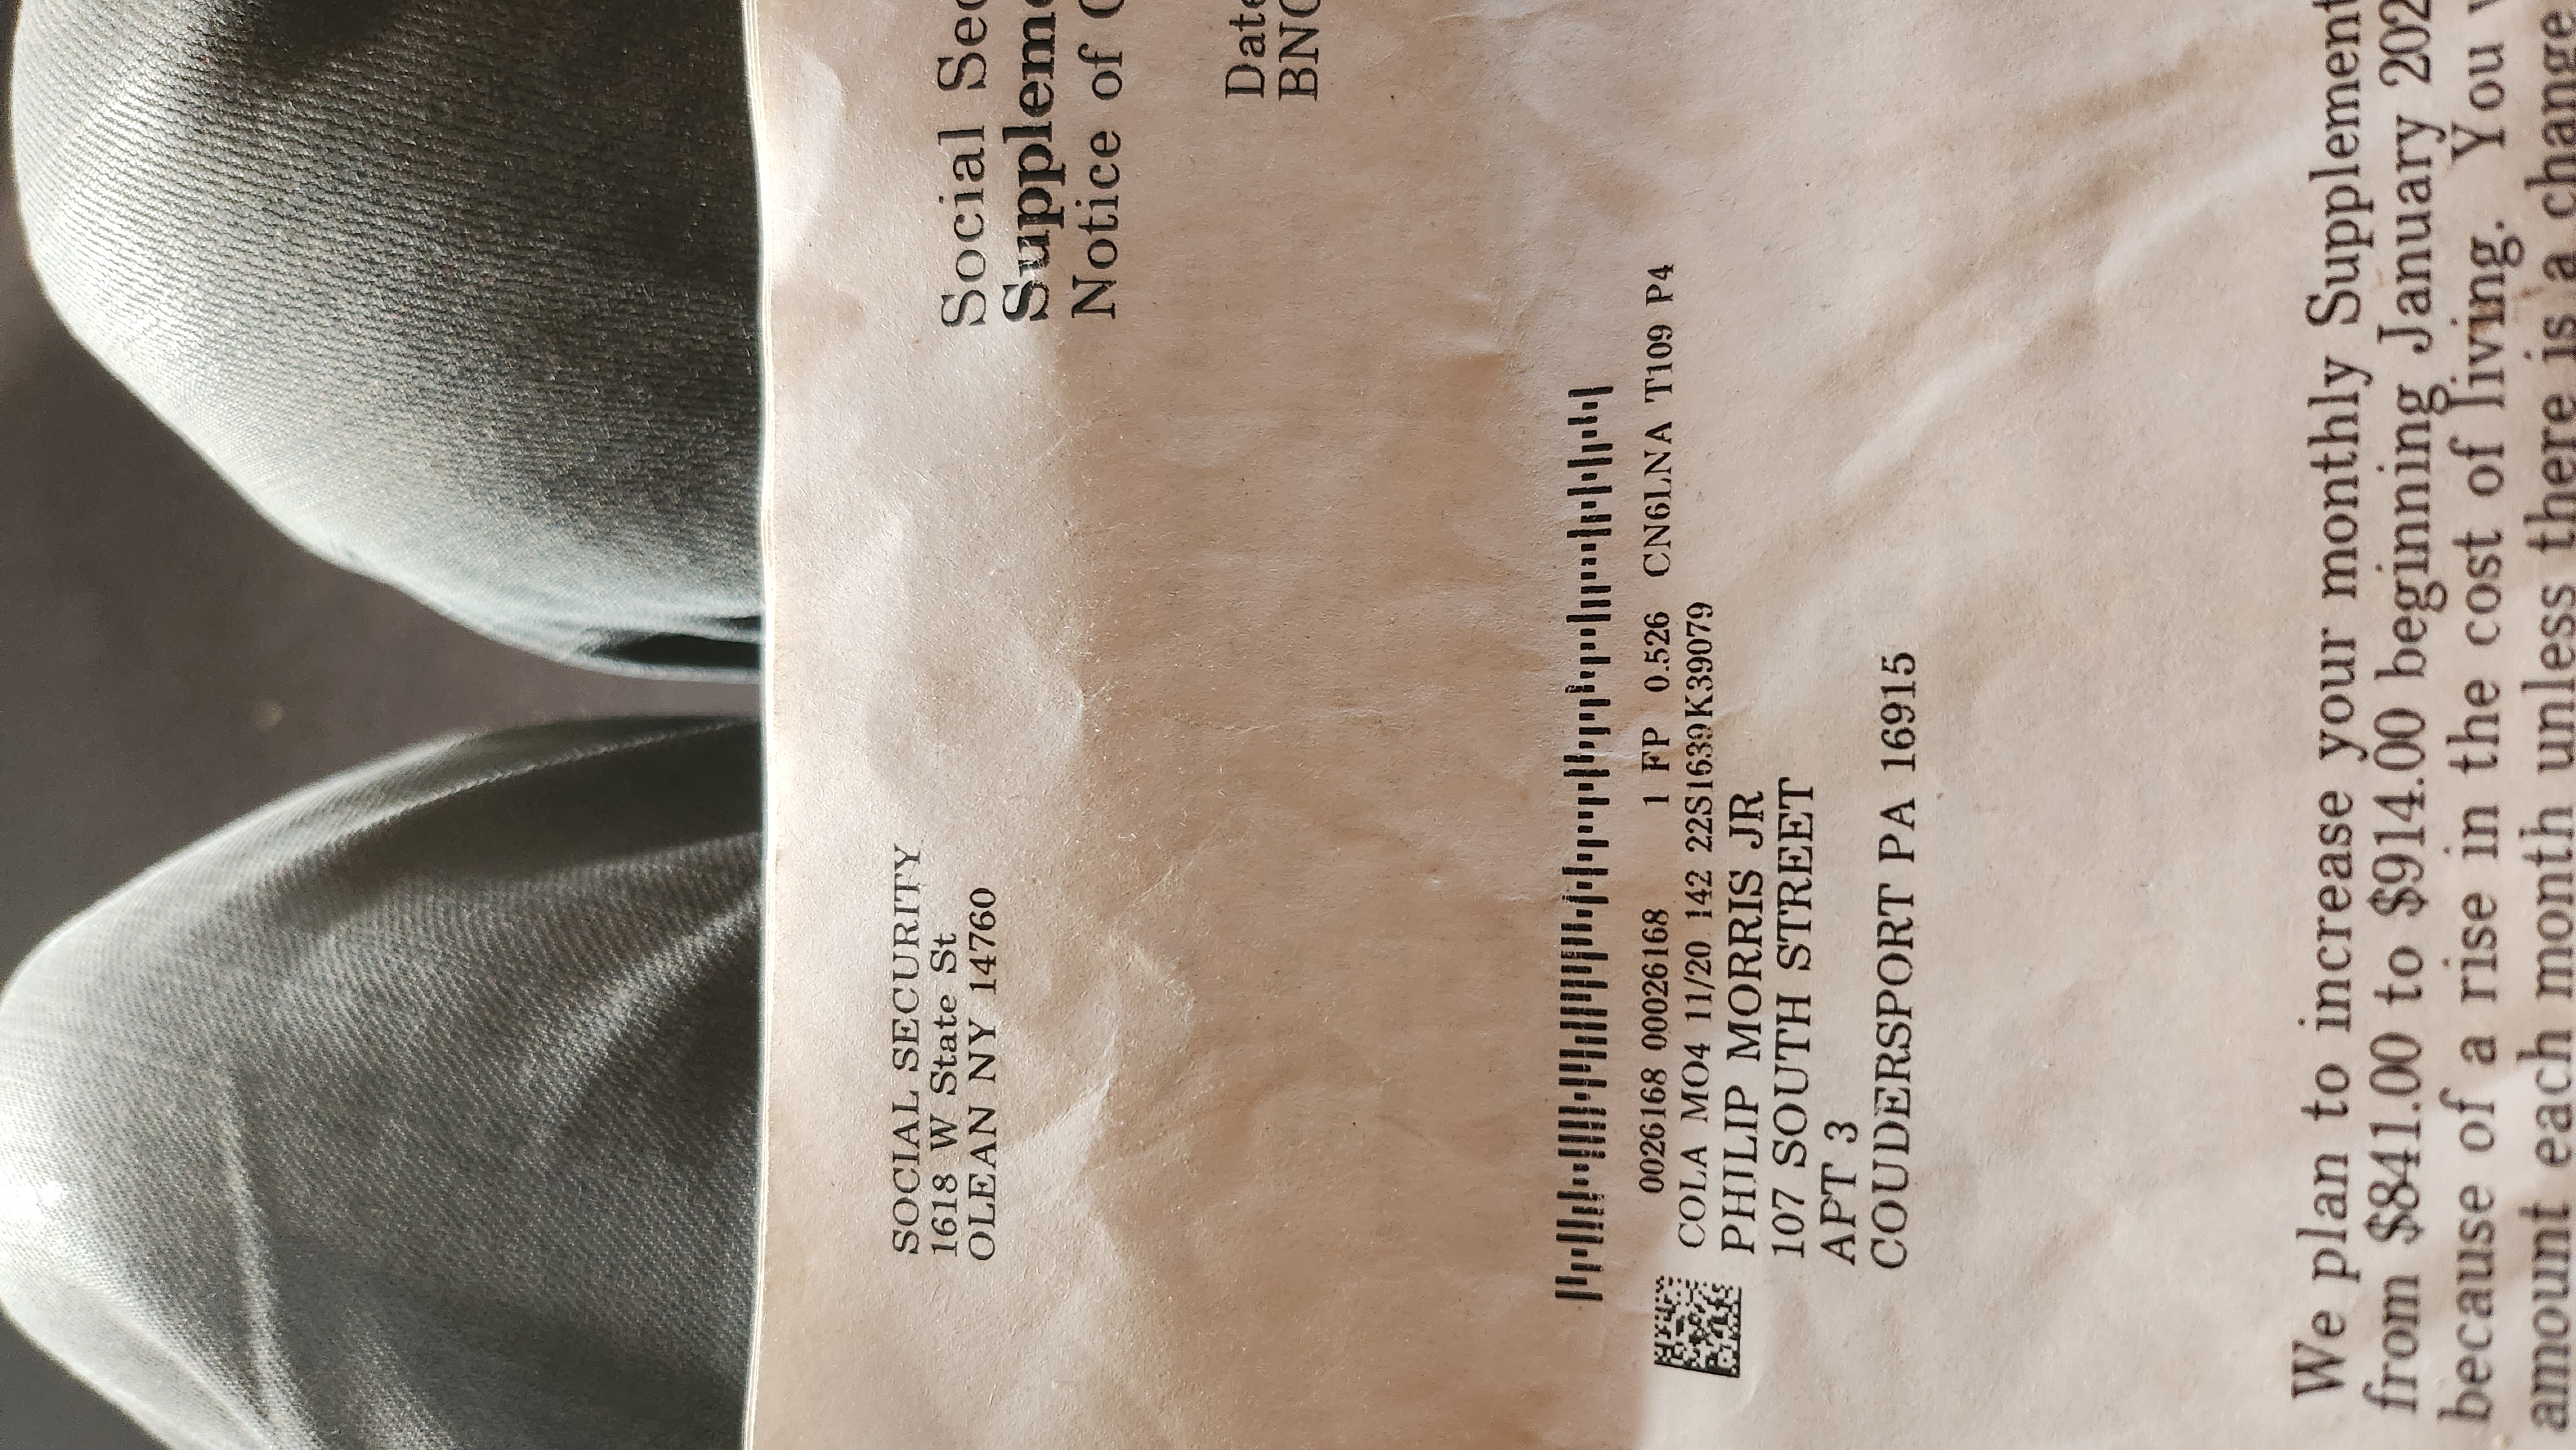 SOCIAL SECURITY
1618 W State St
OLEAN NY 14760
Social
Notice of
Date
0026168 00026168 1 FP 0.526 CN6LNA T109 P4
COLA MO4 11/20 142 22S1639K39079
PHILIP MORRIS JR
107 SOUTH STREET
APT 3
COUDERSPORT PA 16915
We plan to increase your monthly Supplement
from $841.00 to $914.00 beginning January
because of a rise in the cost of living. You
amount each month unless there is a change